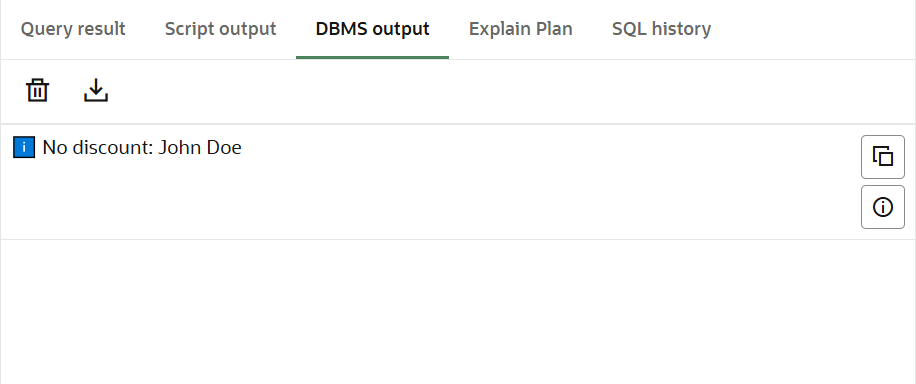 Query result Script output DBMS output Explain Plan SQL history
i No discount: John Doe